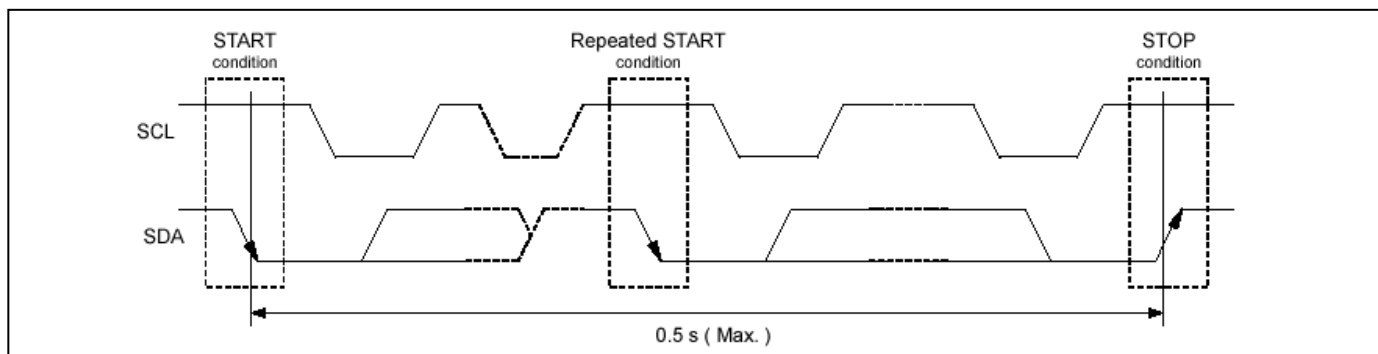 START
condition
Repeated START
condition
STOP
condition
SCL
SDA
0.5 s ( Max. )